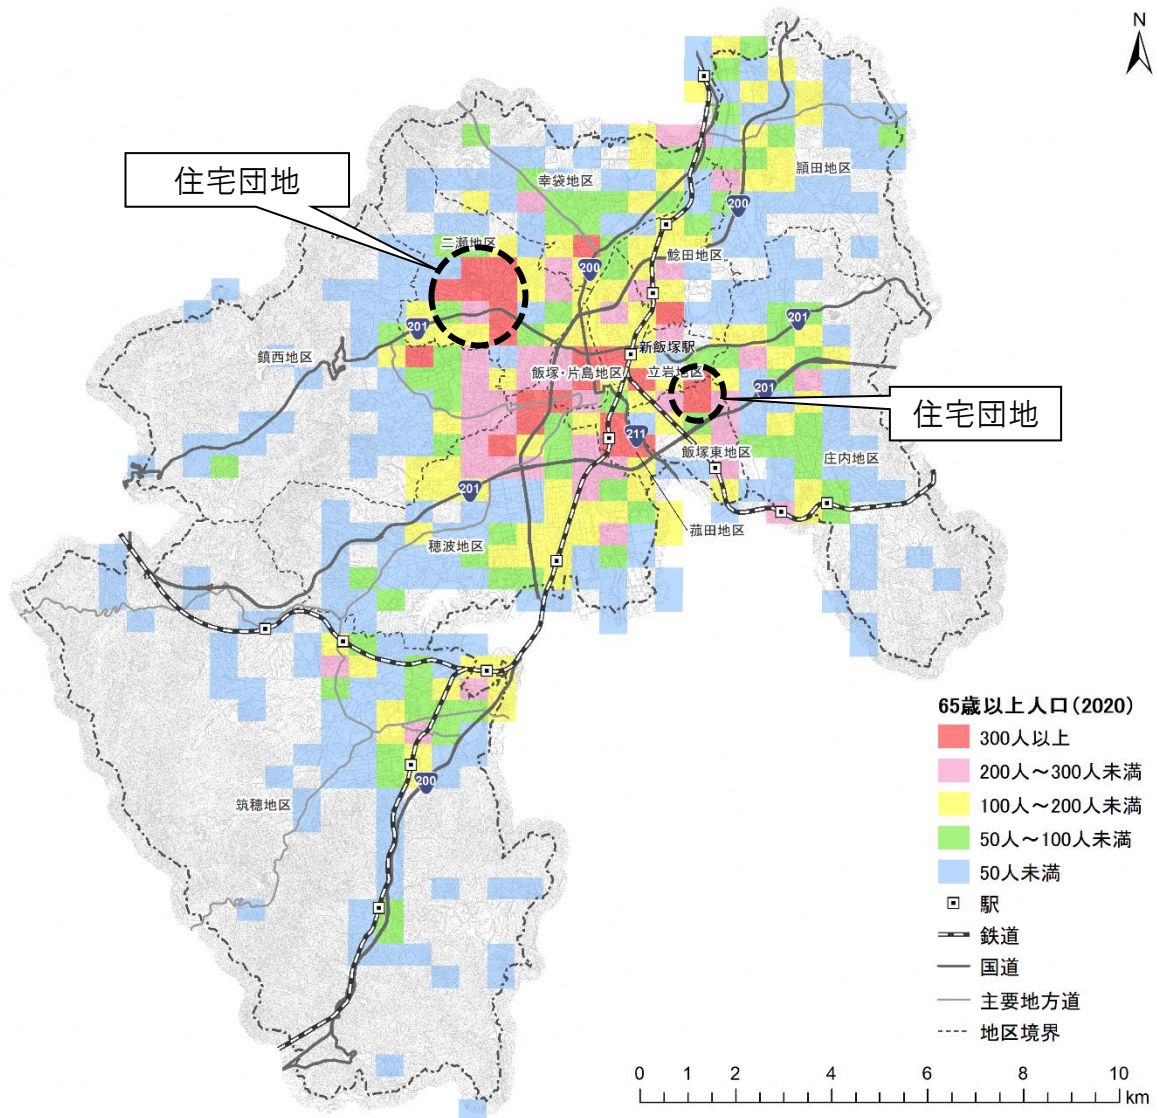 N
住宅団地
幸袋地区
頴田地区
200
二瀬地区
鯰田地区
200
201
201
新飯塚駅
鎮西地区
飯塚・片島地区
立岩地区
201
住宅団地
211
飯塚東地区
庄内地区
201
菰田地区
穂波地区
200
筑穂地区
65歳以上人口(2020)
300人以上
200人～300人未満
100人～200人未満
50人～100人未満
50人未満
駅
鉄道
国道
主要地方道
地区境界
0 1 2 4 6 8 10
km